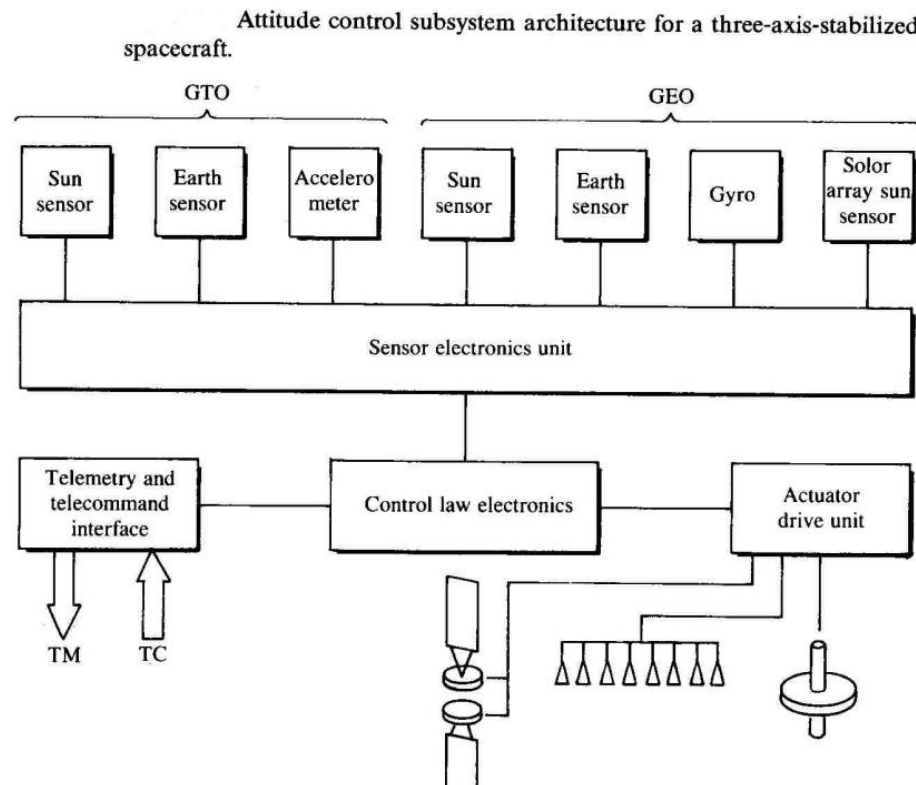 Attitude control subsystem architecture for a three-axis-stabilized
spacecraft.
GTO
GEO
Sun
sensor
Earth
sensor
Accelero
meter
Sun
sensor
Earth
sensor
Gyro
Solor
array sun
sensor
Sensor electronics unit
Telemetry and
telecommand
interface
Control law electronics
Actuator
drive unit
TM
TC